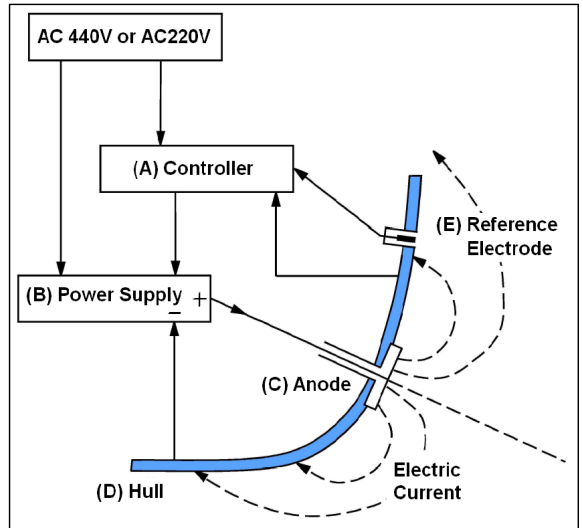 AC 440V or AC220V
(A) Controller
(E) Reference
Electrode
(B) Power Supply +
−
(C) Anode
Electric
Current
(D) Hull